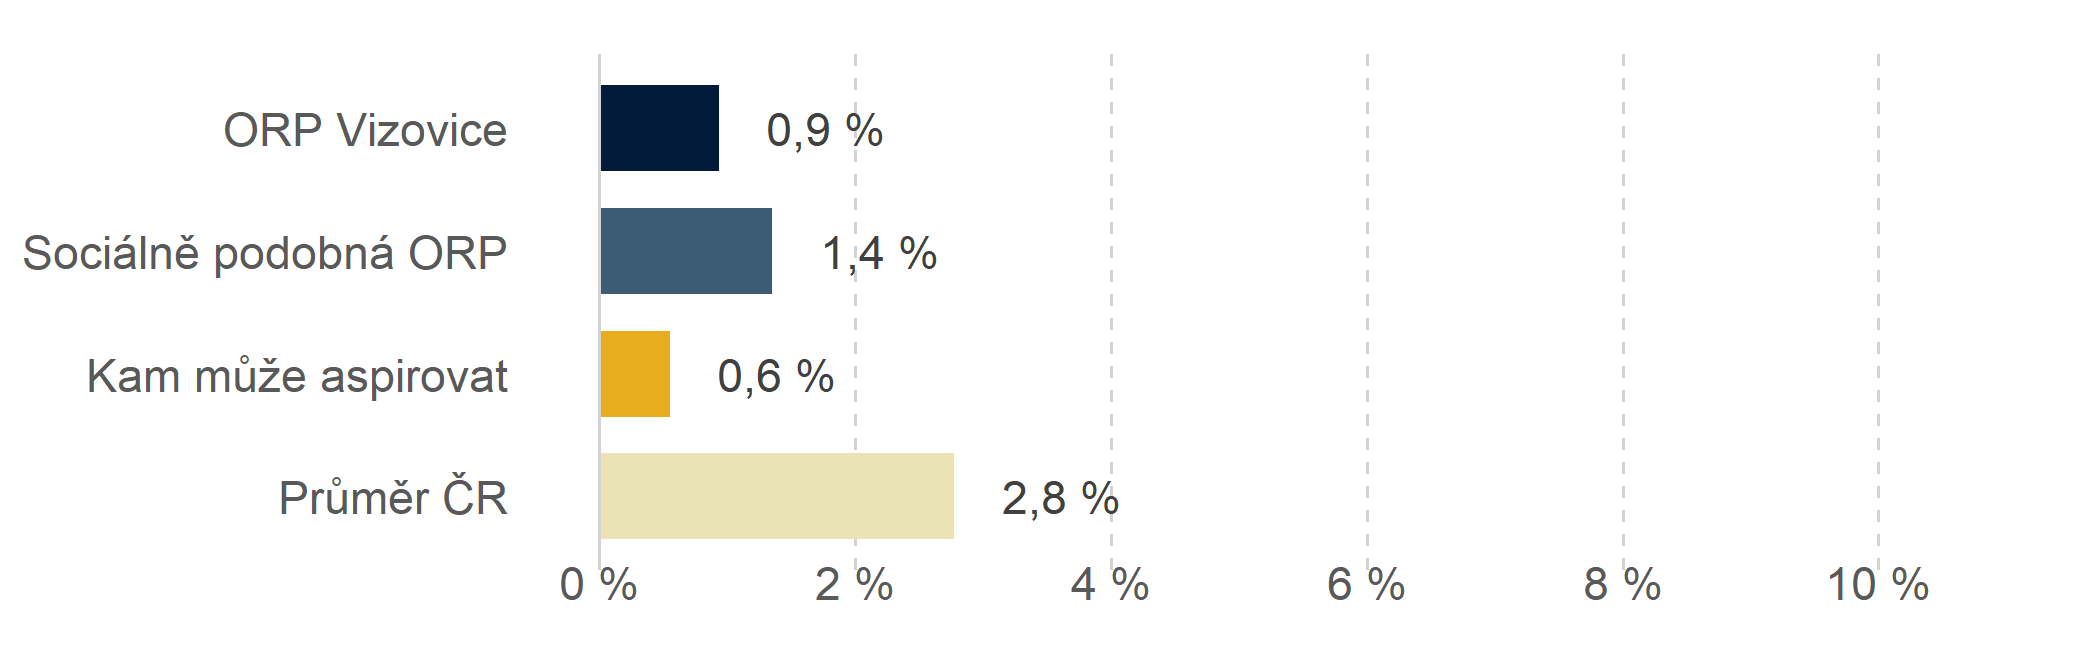 ORP Vizovice 0,9 %
Sociálně podobná ORP 1,4 %
Kam může aspirovat 0,6 %
Průměr ČR 2,8 %
0 % 2 % 4 % 6 % 8 % 10 %